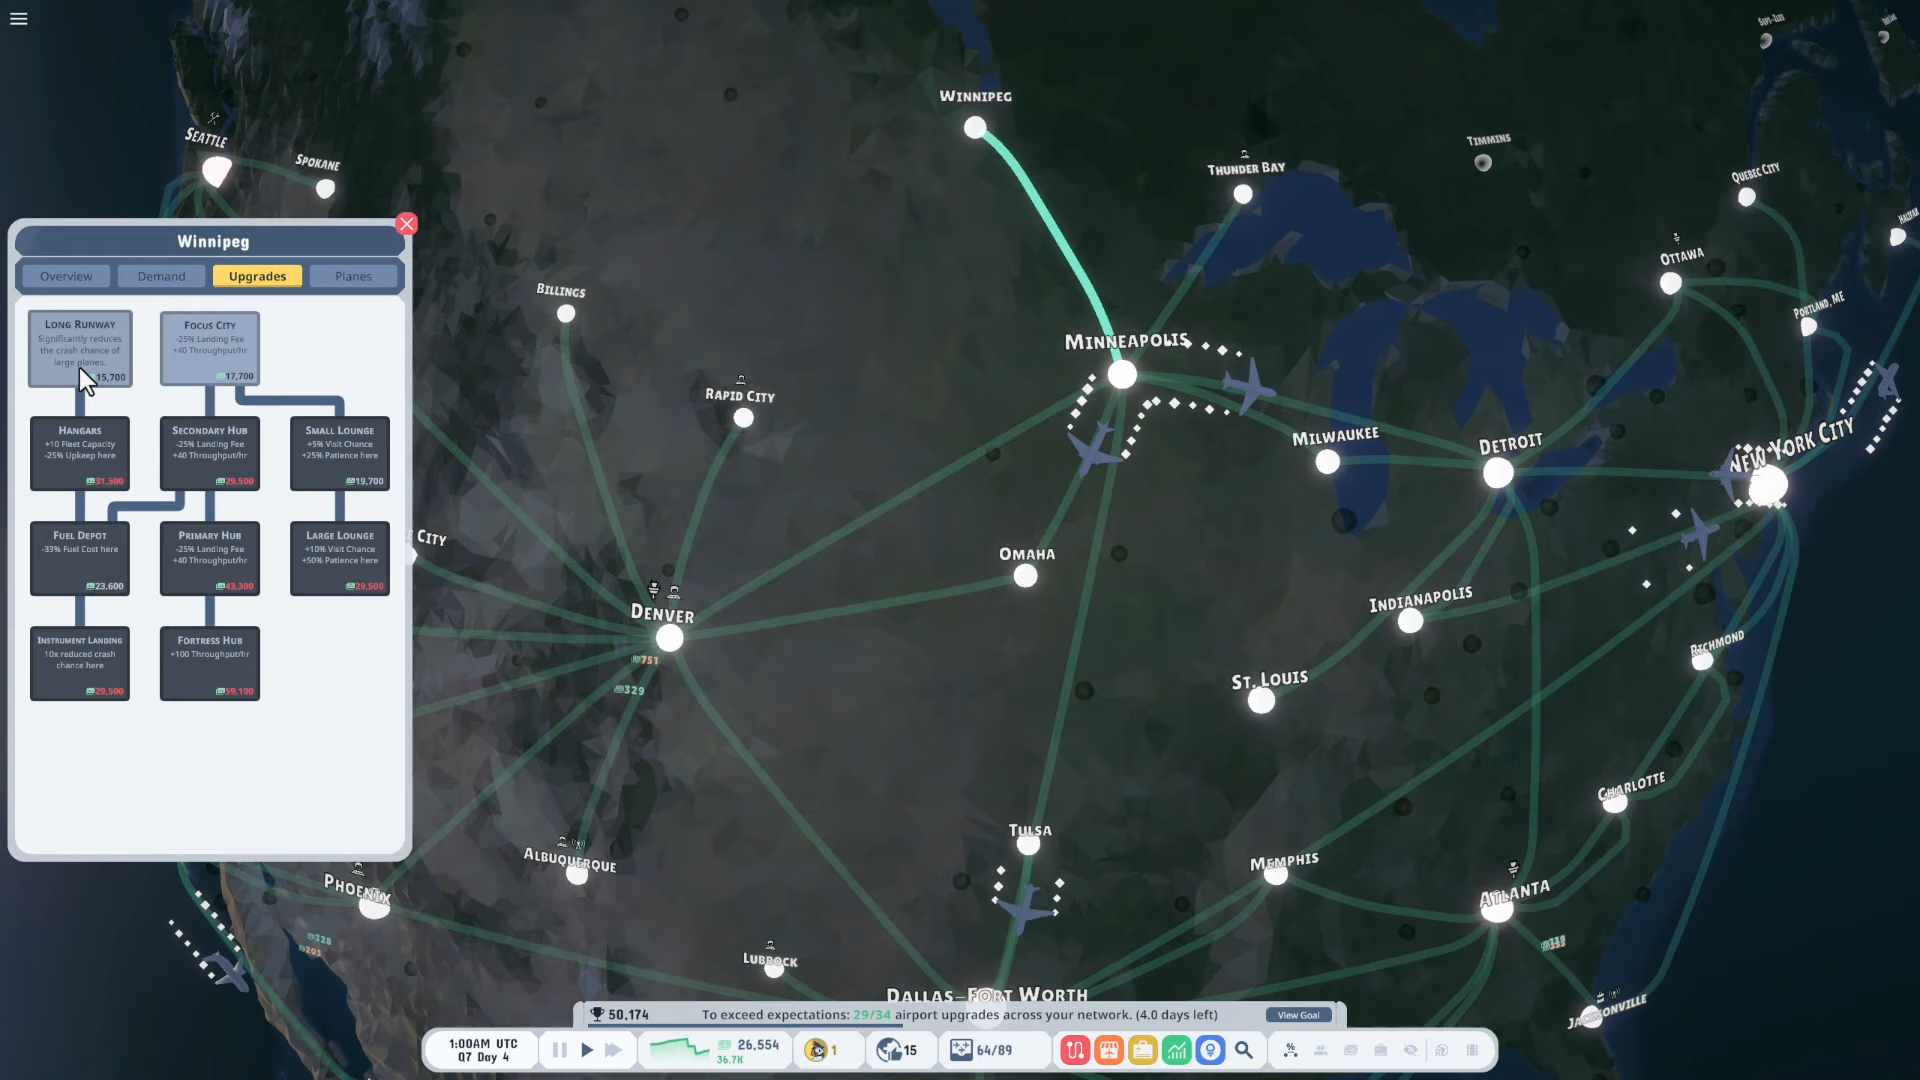 Winnipeg
Overview
Demand
Upgrades
Planes
Long Runway
Significantly reduces
the crash chance of
large planes.
15,700
Focus City
-25% Landing Fee
+40 Throughput/hr
17,700
Hangars
+10 Fleet Capacity
-25% Upkeep here
31,500
Secondary Hub
-25% Landing Fee
+40 Throughput/hr
29,500
Small Lounge
+5% Visit Chance
+25% Patience here
19,700
Fuel Depot
-33% Fuel Cost here
23,600
Primary Hub
-25% Landing Fee
+40 Throughput/hr
43,300
Large Lounge
+10% Visit Chance
+50% Patience here
29,500
Instrument Landing
10x reduced crash
chance here
29,500
Fortress Hub
+100 Throughput/hr
59,100
Seattle
Spokane
Winnipeg
Thunder Bay
Timmins
Sept-Iles
Quebec City
Halifax
Ottawa
Portland, ME
Billings
Minneapolis
Rapid City
Milwaukee
Detroit
New York City
City
Omaha
Denver
751
329
Indianapolis
St. Louis
Richmond
Charlotte
Tulsa
Memphis
Albuquerque
Phoenix
328
203
Atlanta
Lubbock
Dallas-Fort Worth
Jacksonville
50,174
To exceed expectations: 29/34 airport upgrades across your network. (4.0 days left)
View Goal
1:00AM UTC
Q7 Day 4
26,554
36.7K
1
15
64/89